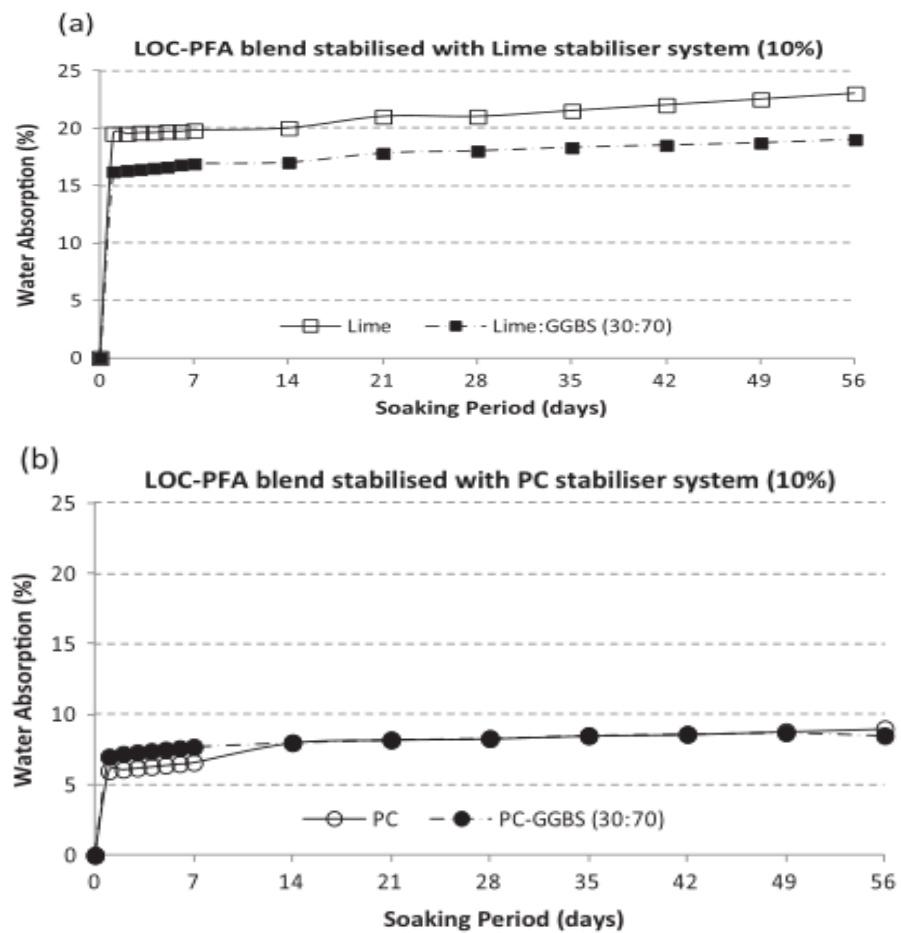 (a)
LOC-PFA blend stabilised with Lime stabiliser system (10%)
25
20
15
10
5
0
Water Absorption (%)
Lime
Lime:GGBS (30:70)
0 7 14 21 28 35 42 49 56
Soaking Period (days)
(b)
LOC-PFA blend stabilised with PC stabiliser system (10%)
25
20
15
10
5
0
Water Absorption (%)
PC
PC-GGBS (30:70)
0 7 14 21 28 35 42 49 56
Soaking Period (days)